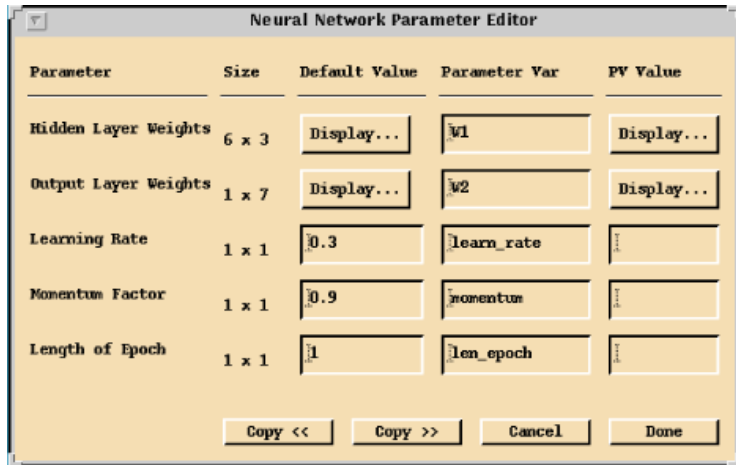 Neural Network Parameter Editor
Parameter Size Default Value Parameter Var PV Value
Hidden Layer Weights 6 x 3 Display... W1 Display...
Output Layer Weights 1 x 7 Display... W2 Display...
Learning Rate 1 x 1 0.3 learn_rate
Momentum Factor 1 x 1 0.9 momentum
Length of Epoch 1 x 1 1 len_epoch
Copy << Copy >> Cancel Done